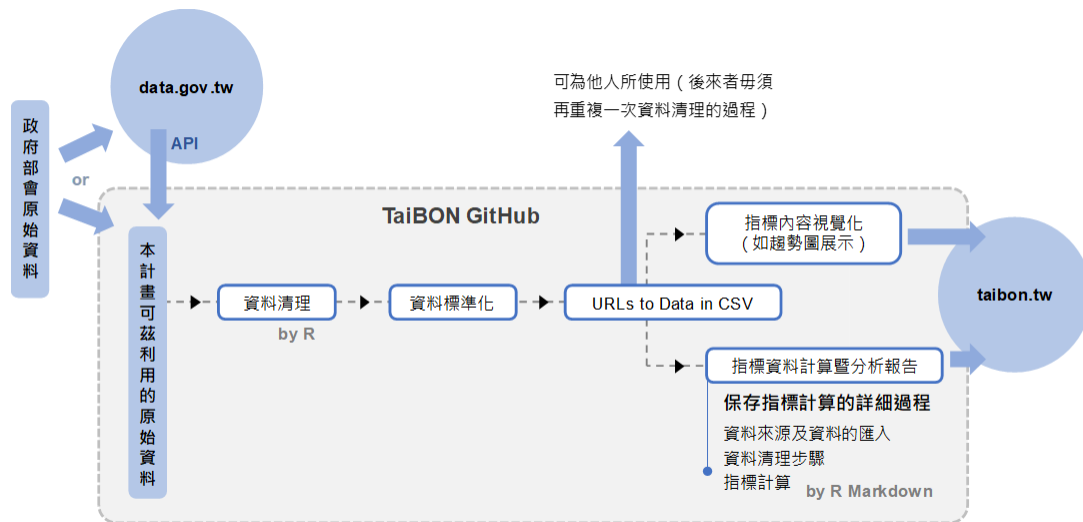 data.gov.tw
政府部會原始資料
API
or
可為他人所使用（後來者毋須
再重複一次資料清理的過程）
TaiBON GitHub
本計畫可茲利用的原始資料
資料清理
by R
資料標準化
URLs to Data in CSV
指標內容視覺化
（如趨勢圖展示）
taibon.tw
指標資料計算暨分析報告
保存指標計算的詳細過程
資料來源及資料的匯入
資料清理步驟
指標計算
by R Markdown